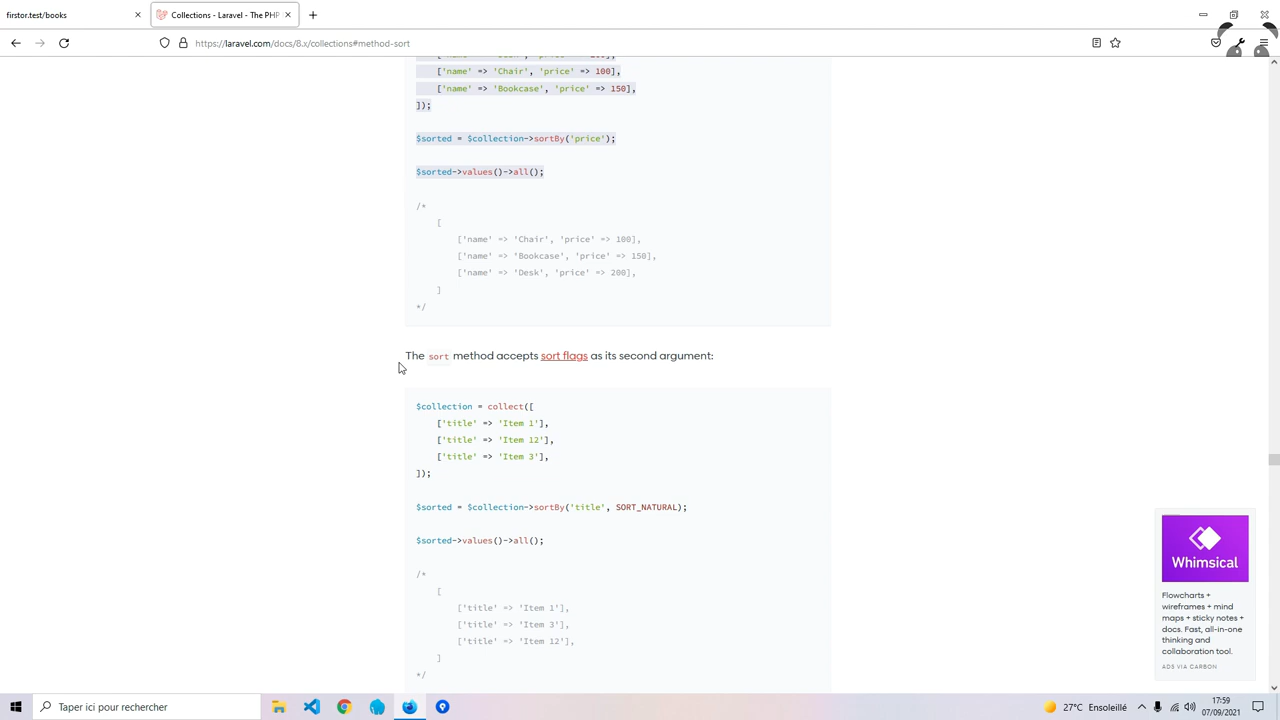 firstor.test/books
Collections - Laravel - The PHP
https://laravel.com/docs/8.x/collections#method-sort
['name' => 'Chair', 'price' => 100],
['name' => 'Bookcase', 'price' => 150],
]);
$sorted = $collection->sortBy('price');
$sorted->values()->all();
/*
[
['name' => 'Chair', 'price' => 100],
['name' => 'Bookcase', 'price' => 150],
['name' => 'Desk', 'price' => 200],
]
*/
The sort method accepts sort flags as its second argument:
$collection = collect([
['title' => 'Item 1'],
['title' => 'Item 12'],
['title' => 'Item 3'],
]);
$sorted = $collection->sortBy('title', SORT_NATURAL);
$sorted->values()->all();
/*
[
['title' => 'Item 1'],
['title' => 'Item 3'],
['title' => 'Item 12'],
]
*/
Whimsical
Flowcharts +
wireframes + mind
maps + sticky notes +
docs. Fast, all-in-one
thinking and
collaboration tool.
ADS VIA CARBON
Taper ici pour rechercher
27°C Ensoleillé
17:59
07/09/2021